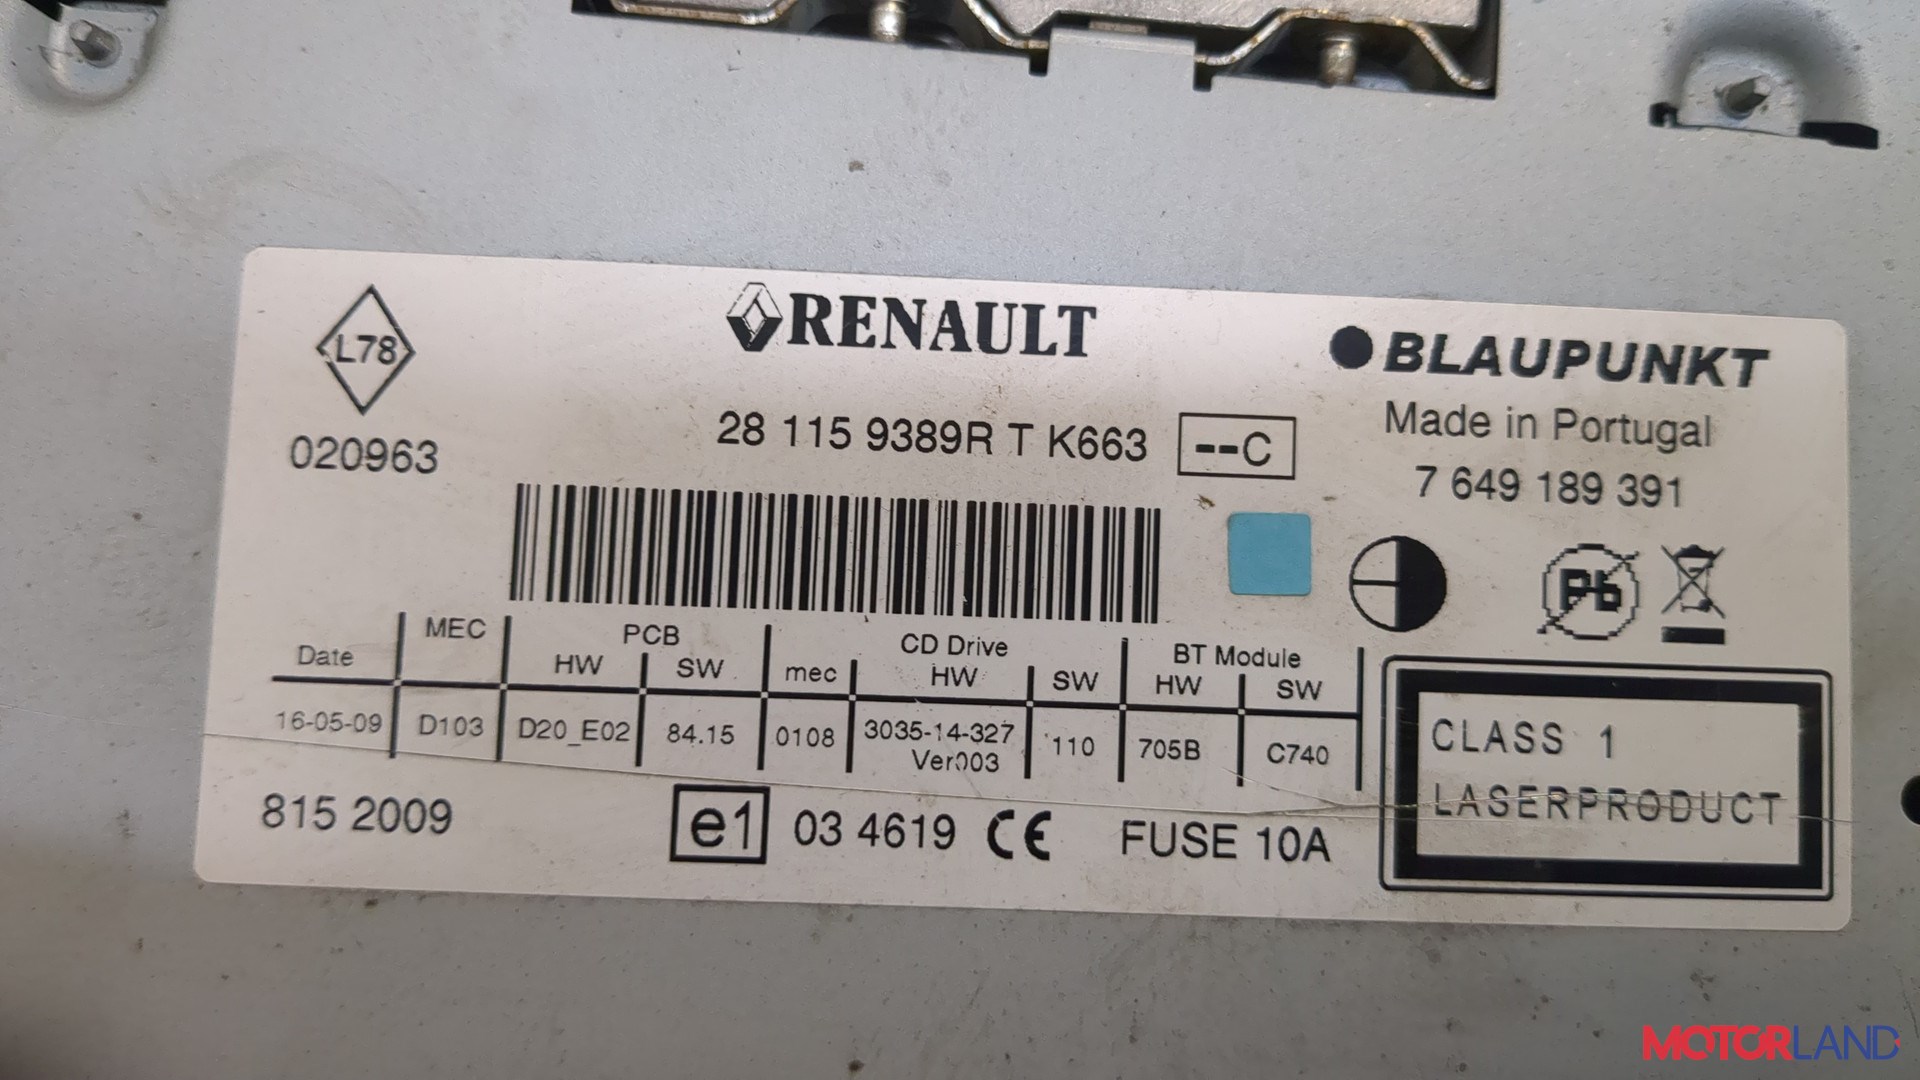 L78
020963
RENAULT
28 115 9389R T K663
--C
BLAUPUNKT
Made in Portugal
7 649 189 391
Pb
Date MEC PCB HW SW CD Drive mec HW SW BT Module HW SW
16-05-09 D103 D20_E02 84.15 0108 3035-14-327 Ver003 110 705B C740
815 2009
e1 03 4619 CE FUSE 10A
CLASS 1
LASERPRODUCT
MOTORLAND